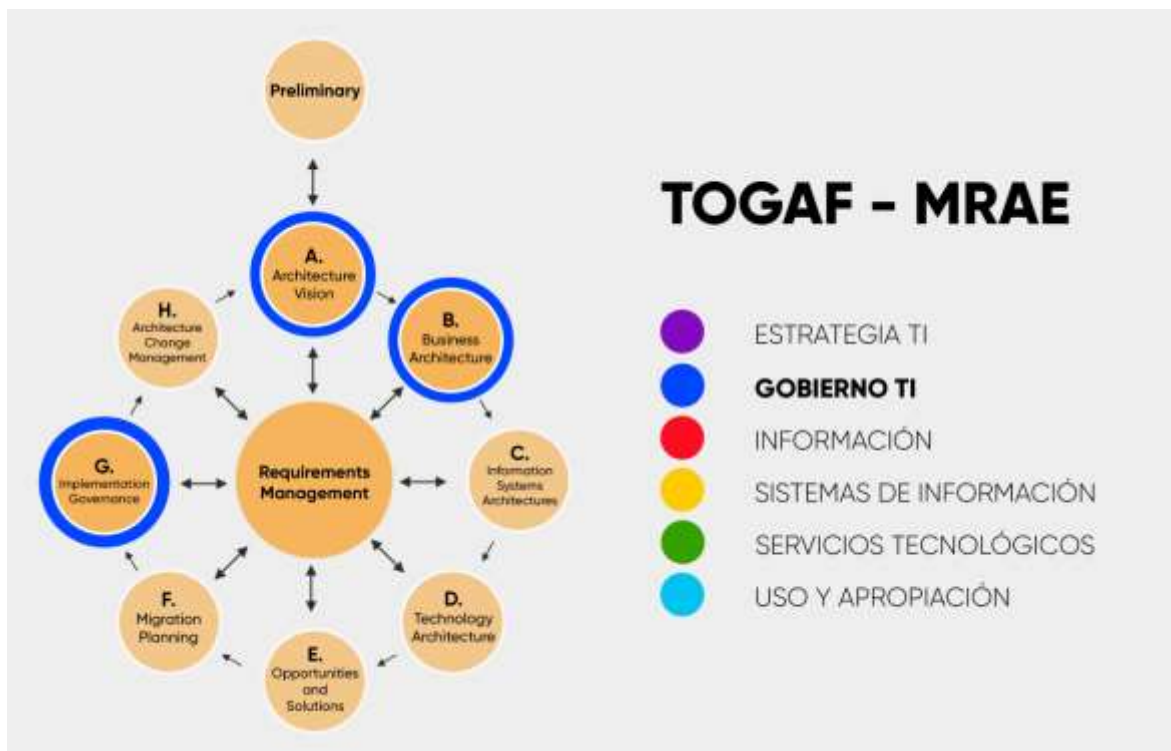 Preliminary
TOGAF - MRAE
A.
Architecture
Vision
B.
Business
Architecture
H.
Architecture
Change
Management
Requirements
Management
C.
Information
Systems
Architectures
G.
Implementation
Governance
D.
Technology
Architecture
F.
Migration
Planning
E.
Opportunities
and
Solutions
ESTRATEGIA TI
GOBIERNO TI
INFORMACIÓN
SISTEMAS DE INFORMACIÓN
SERVICIOS TECNOLÓGICOS
USO Y APROPIACIÓN